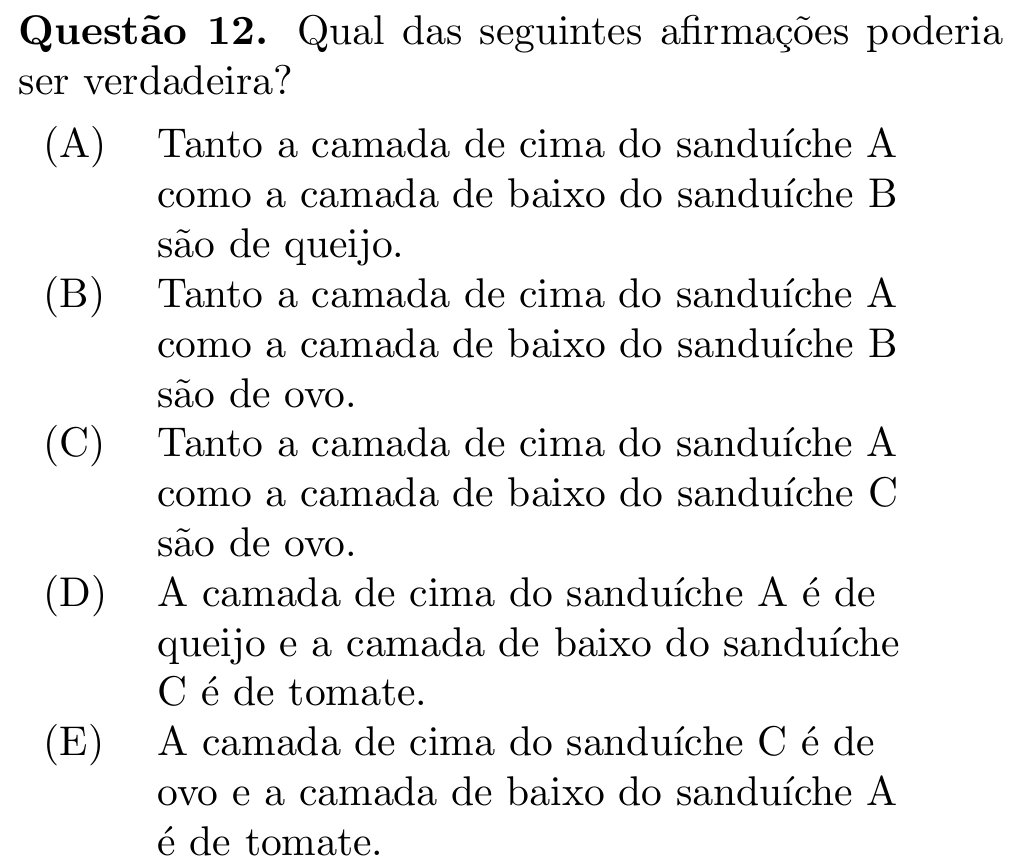 Questão 12. Qual das seguintes afirmações poderia
ser verdadeira?
(A) Tanto a camada de cima do sanduíche A
como a camada de baixo do sanduíche B
são de queijo.
(B) Tanto a camada de cima do sanduíche A
como a camada de baixo do sanduíche B
são de ovo.
(C) Tanto a camada de cima do sanduíche A
como a camada de baixo do sanduíche C
são de ovo.
(D) A camada de cima do sanduíche A é de
queijo e a camada de baixo do sanduíche
C é de tomate.
(E) A camada de cima do sanduíche C é de
ovo e a camada de baixo do sanduíche A
é de tomate.